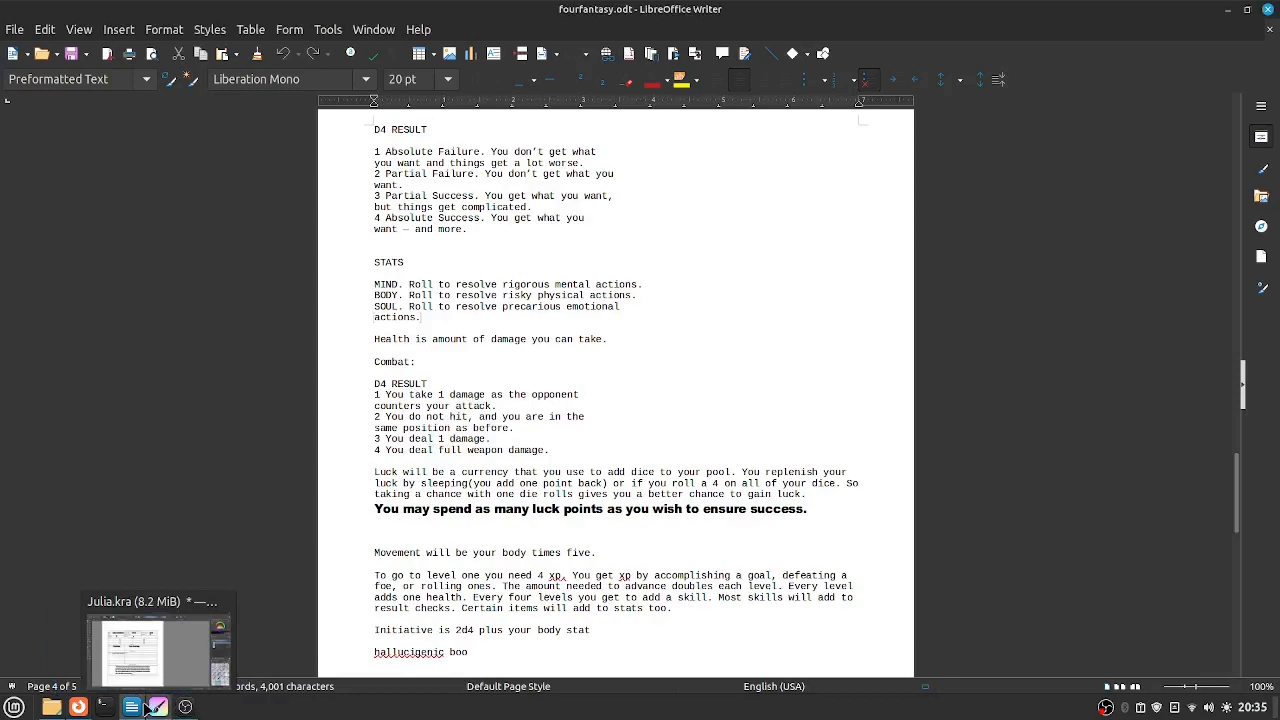 fourfantasy.odt - LibreOffice Writer
File Edit View Insert Format Styles Table Form Tools Window Help
Preformatted Text Liberation Mono 20 pt
1 2 3 4 5 6 7
D4 RESULT
1 Absolute Failure. You don’t get what
you want and things get a lot worse.
2 Partial Failure. You don’t get what you
want.
3 Partial Success. You get what you want,
but things get complicated.
4 Absolute Success. You get what you
want — and more.
STATS
MIND. Roll to resolve rigorous mental actions.
BODY. Roll to resolve risky physical actions.
SOUL. Roll to resolve precarious emotional
actions.
Health is amount of damage you can take.
Combat:
D4 RESULT
1 You take 1 damage as the opponent
counters your attack.
2 You do not hit, and you are in the
same position as before.
3 You deal 1 damage.
4 You deal full weapon damage.
Luck will be a currency that you use to add dice to your pool. You replenish your
luck by sleeping(you add one point back) or if you roll a 4 on all of your dice. So
taking a chance with one die rolls gives you a better chance to gain luck.
You may spend as many luck points as you wish to ensure success.
Movement will be your body times five.
To go to level one you need 4 xp. You get xp by accomplishing a goal, defeating a
foe, or rolling ones. The amount needed to advance doubles each level. Every level
adds one health. Every four levels you get to add a skill. Most skills will add to
result checks. Certain items will add to stats too.
Initiative is 2d4 plus your body stat
hallucigenic boo
Julia.kra (8.2 MiB) * —...
Page 4 of 5 ords, 4,001 characters Default Page Style English (USA) 100%
20:35